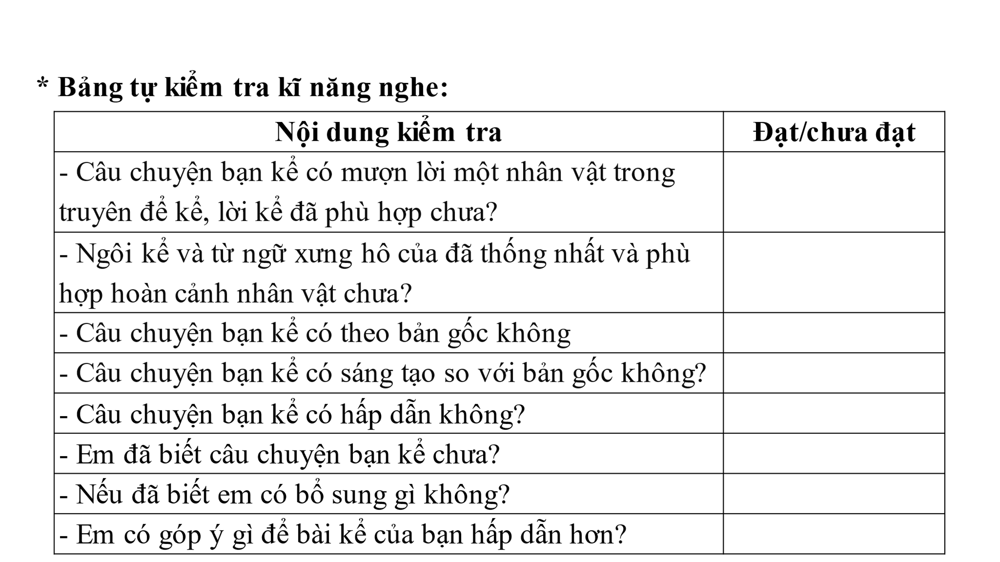 * Bảng tự kiểm tra kĩ năng nghe:
Nội dung kiểm tra
Đạt/chưa đạt
- Câu chuyện bạn kể có mượn lời một nhân vật trong
truyên để kể, lời kể đã phù hợp chưa?
- Ngôi kể và từ ngữ xưng hô của đã thống nhất và phù
hợp hoàn cảnh nhân vật chưa?
- Câu chuyện bạn kể có theo bản gốc không
- Câu chuyện bạn kể có sáng tạo so với bản gốc không?
- Câu chuyện bạn kể có hấp dẫn không?
- Em đã biết câu chuyện bạn kể chưa?
- Nếu đã biết em có bổ sung gì không?
- Em có góp ý gì để bài kể của bạn hấp dẫn hơn?